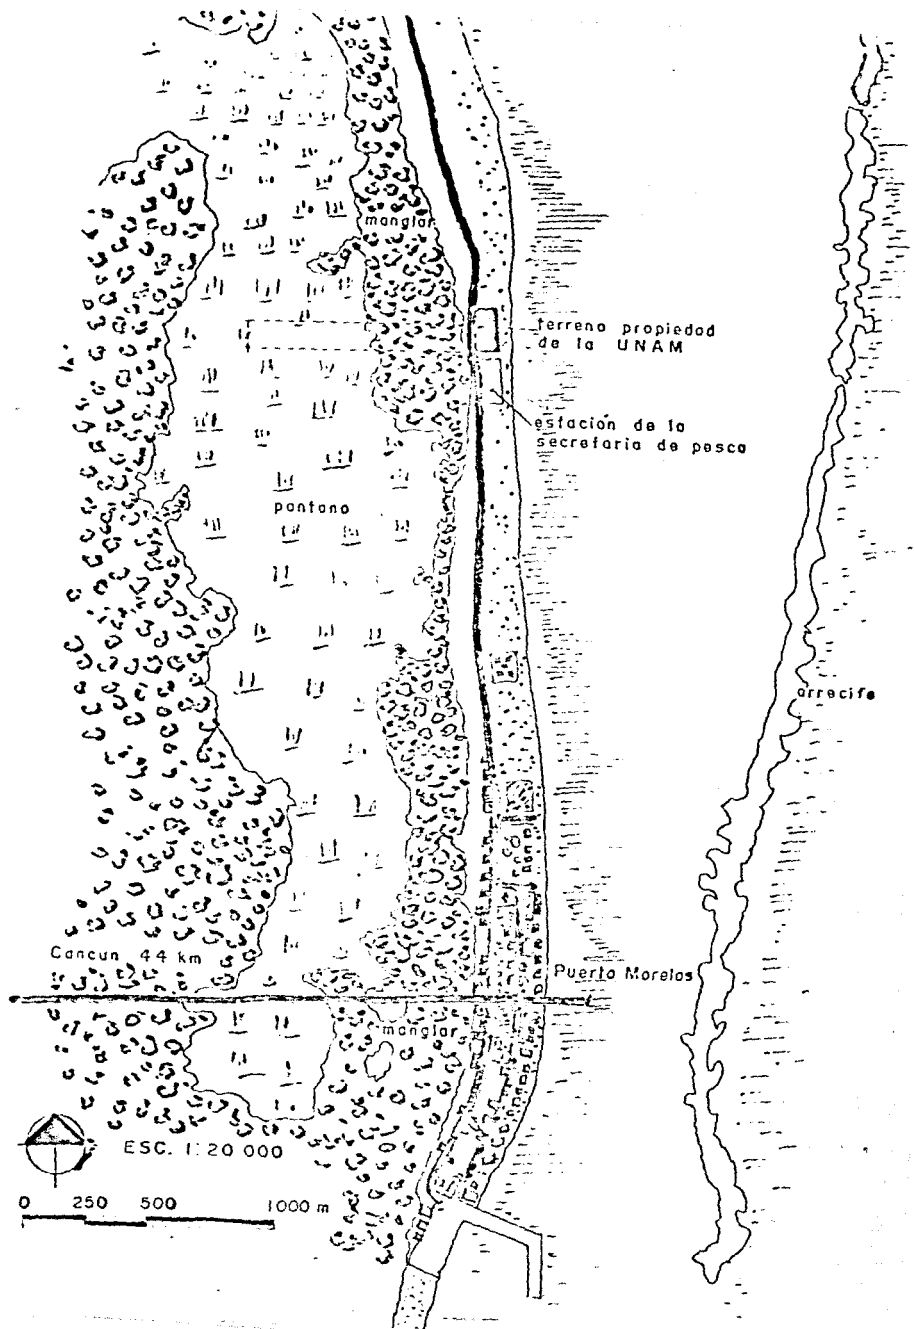 manglar
terreno propiedad
de la UNAM
estación de la
secretaria de pesca
pantano
arrecife
Cancun 44 km
Puerto Morelos
manglar
ESC. 1:20 000
0 250 500 1000 m